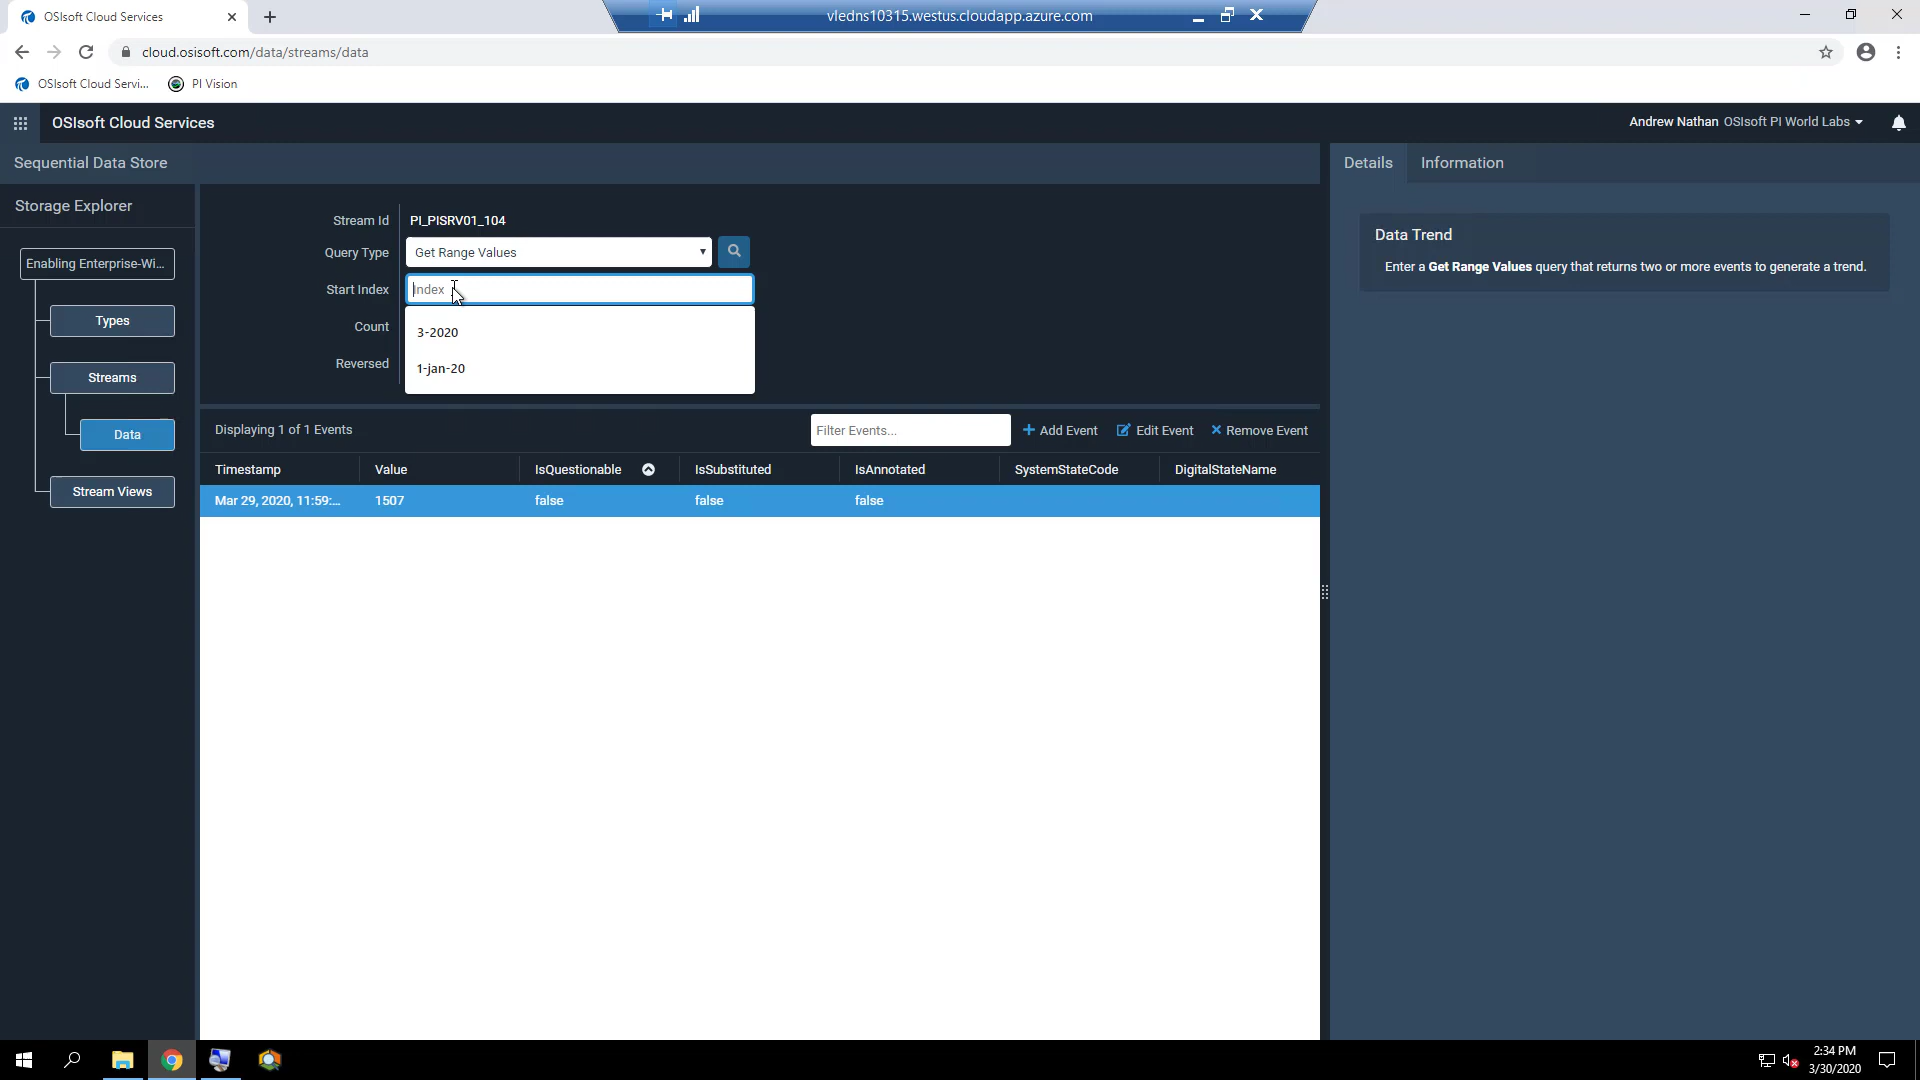 OSIsoft Cloud Services
vledns10315.westus.cloudapp.azure.com
cloud.osisoft.com/data/streams/data
OSIsoft Cloud Servi...
PI Vision
OSIsoft Cloud Services
Andrew Nathan OSIsoft PI World Labs
Sequential Data Store
Details
Information
Storage Explorer
Enabling Enterprise-Wi...
Types
Streams
Data
Stream Views
Stream Id PI_PISRV01_104
Query Type Get Range Values
Start Index Index
Count
Reversed
3-2020
1-jan-20
Data Trend
Enter a Get Range Values query that returns two or more events to generate a trend.
Displaying 1 of 1 Events
Filter Events...
Add Event
Edit Event
Remove Event
Timestamp Value IsQuestionable IsSubstituted IsAnnotated SystemStateCode DigitalStateName
Mar 29, 2020, 11:59:... 1507 false false false
2:34 PM
3/30/2020